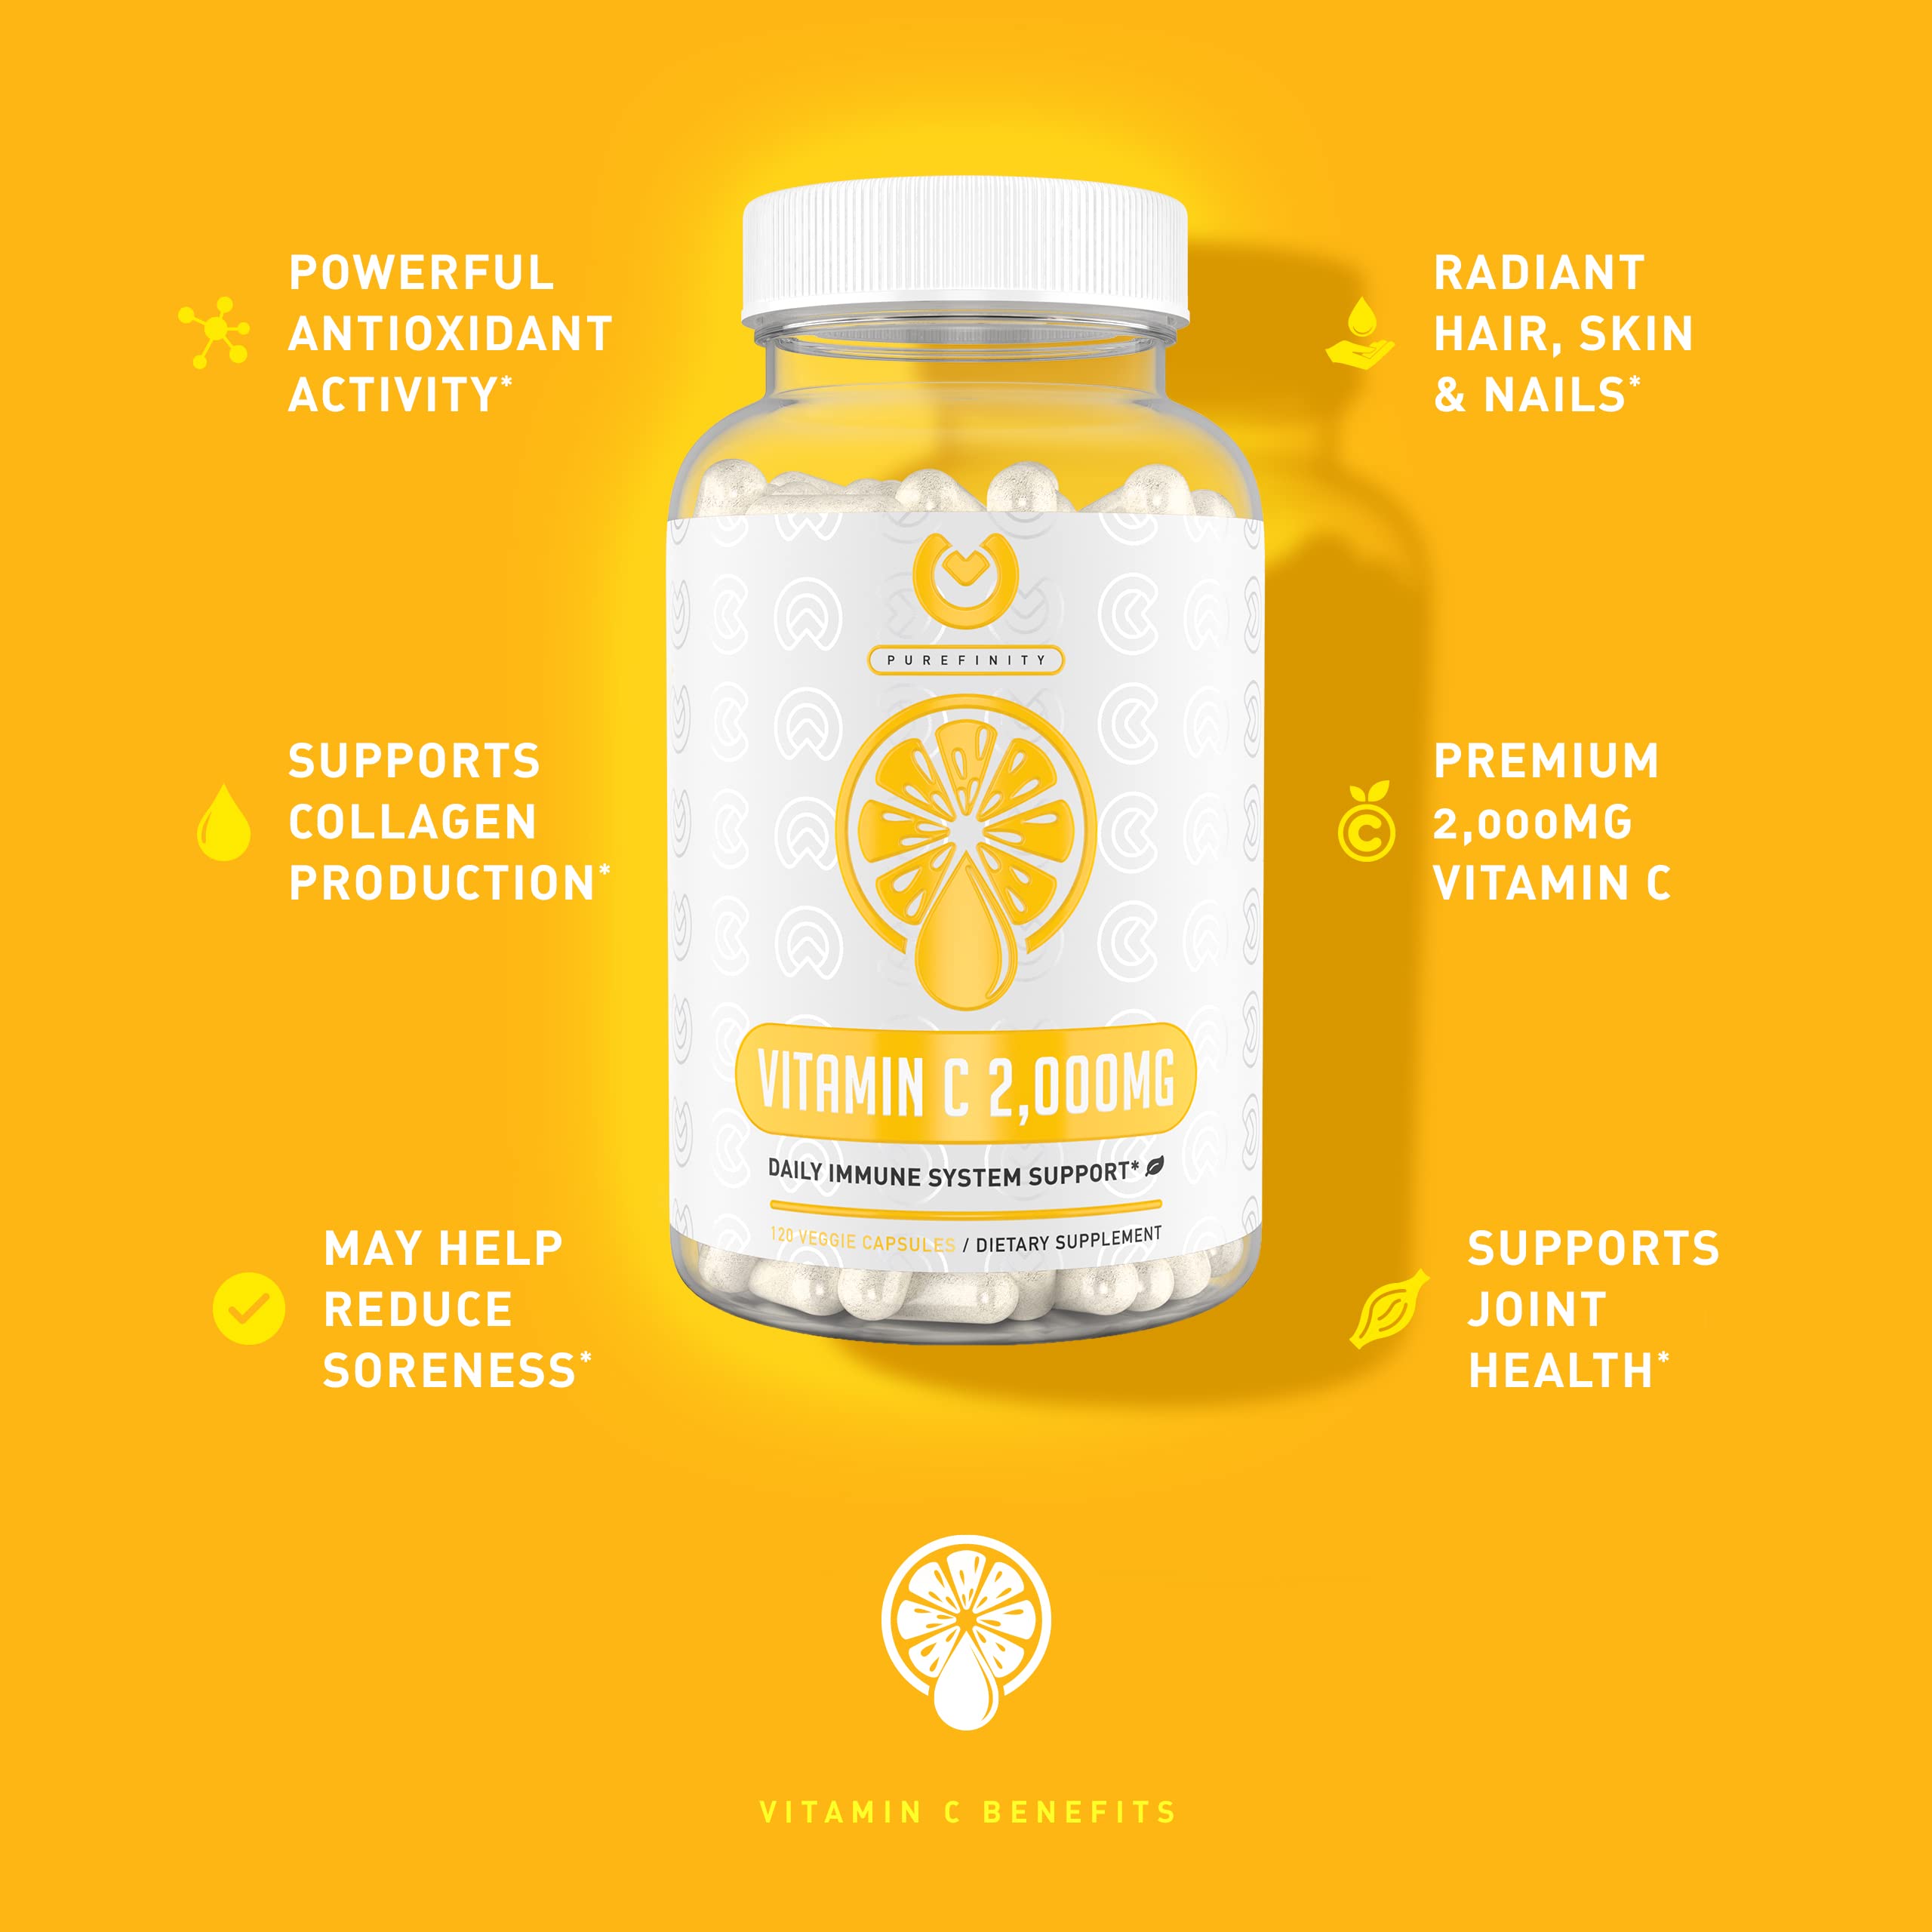 POWERFUL
ANTIOXIDANT
ACTIVITY*
SUPPORTS
COLLAGEN
PRODUCTION*
MAY HELP
REDUCE
SORENESS*
PUREFINITY
VITAMIN C 2,000MG
DAILY IMMUNE SYSTEM SUPPORT*
120 VEGGIE CAPSULES / DIETARY SUPPLEMENT
RADIANT
HAIR, SKIN
& NAILS*
C
PREMIUM
2,000MG
VITAMIN C
SUPPORTS
JOINT
HEALTH*
VITAMIN C BENEFITS